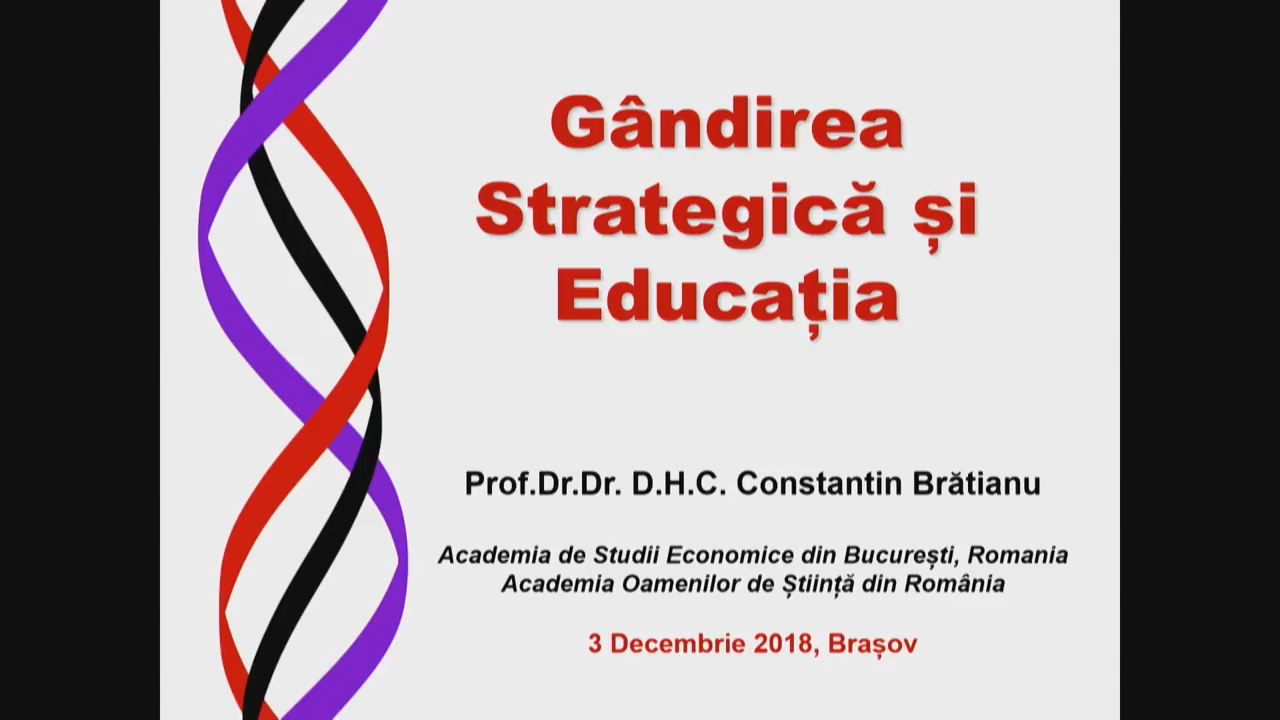 Gândirea
Strategică și
Educația
Prof.Dr.Dr. D.H.C. Constantin Brătianu
Academia de Studii Economice din București, Romania
Academia Oamenilor de Știință din România
3 Decembrie 2018, Brașov